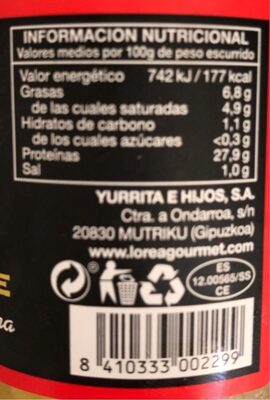 INFORMACION NUTRICIONAL
Valores medios por 100g de peso escurrido
Valor energético 742 kJ / 177 kcal
Grasas 6,8 g
de las cuales saturadas 4,9 g
Hidratos de carbono 1,1 g
de los cuales azúcares <0,3 g
Proteinas 27,9 g
Sal 1,0 g
YURRITA E HIJOS, S.A.
Ctra. a Ondarroa, s/n
20830 MUTRIKU (Gipuzkoa)
www.loreagourmet.com
ES
12.00565/SS
CE
E
na
8 410333 002299